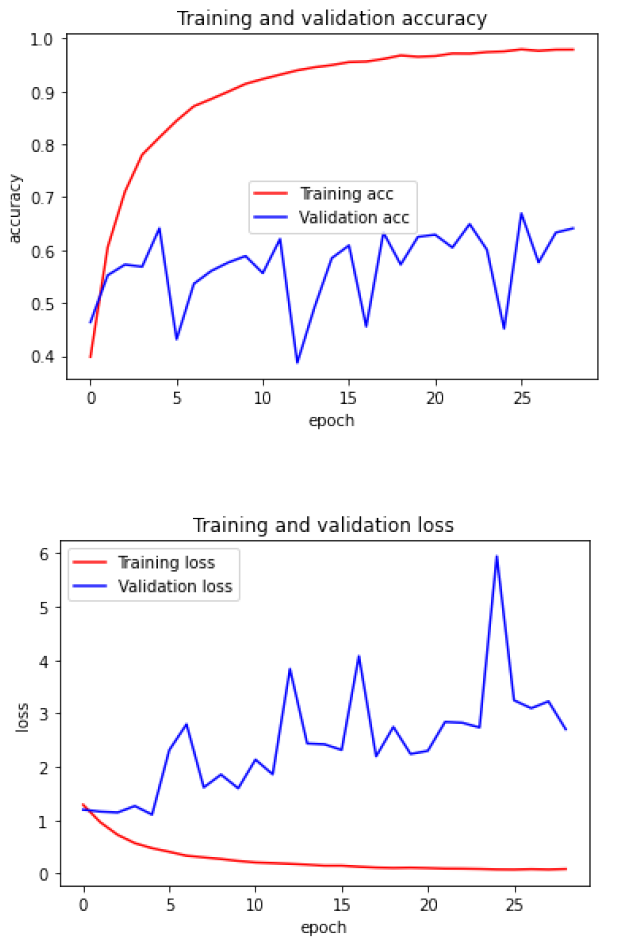 Training and validation accuracy
1.0
0.9
0.8
0.7
0.6
0.5
0.4
accuracy
Training acc
Validation acc
0 5 10 15 20 25
epoch
Training and validation loss
6
5
4
3
2
1
0
loss
Training loss
Validation loss
0 5 10 15 20 25
epoch